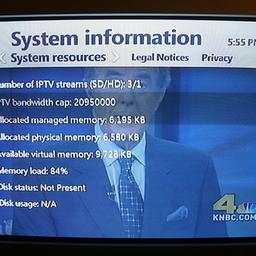 System information
5:55 PM
System resources
Legal Notices
Privacy
umber of IPTV streams (SD/HD): 3/1
TV bandwidth cap: 20950000
llocated managed memory: 6,195 KB
llocated physical memory: 6,580 KB
vailable virtual memory: 9,728 KB
Memory load: 84%
Disk status: Not Present
Disk usage: N/A
4
KNBC.COM